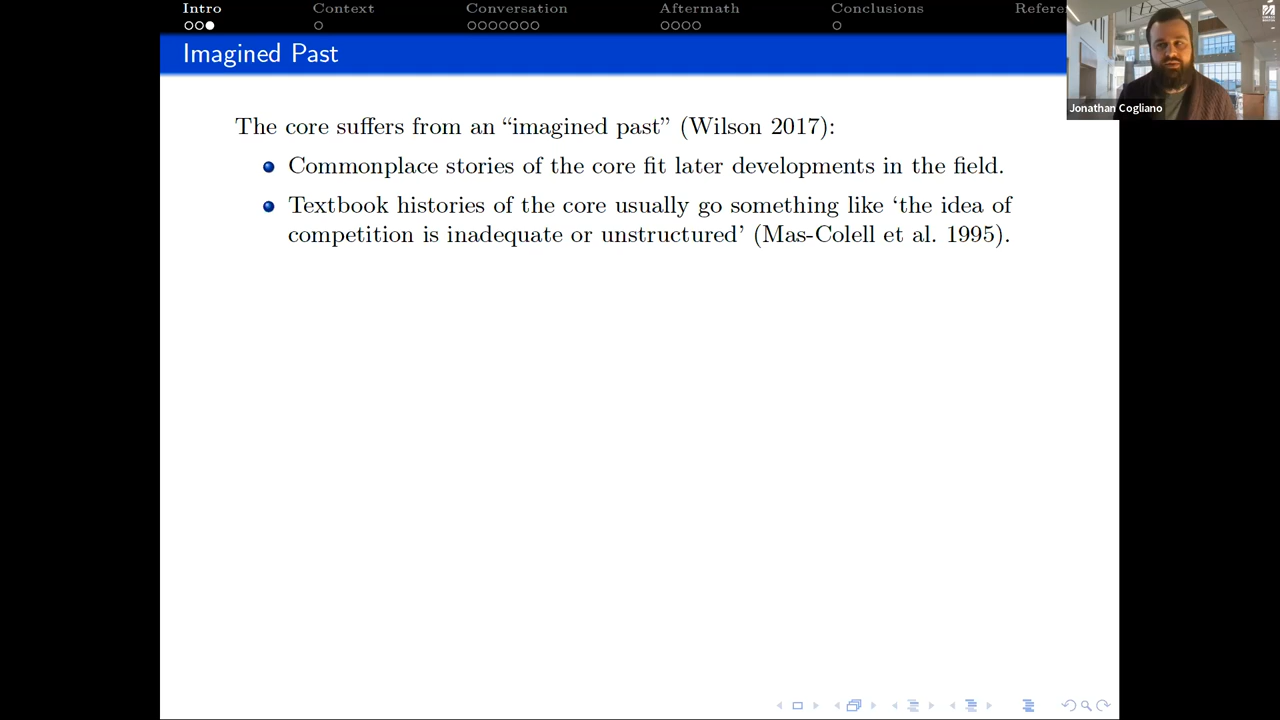 Intro Context Conversation Aftermath Conclusions Refere
Imagined Past
Jonathan Cogliano
The core suffers from an “imagined past” (Wilson 2017):
Commonplace stories of the core fit later developments in the field.
Textbook histories of the core usually go something like ‘the idea of
competition is inadequate or unstructured’ (Mas-Colell et al. 1995).